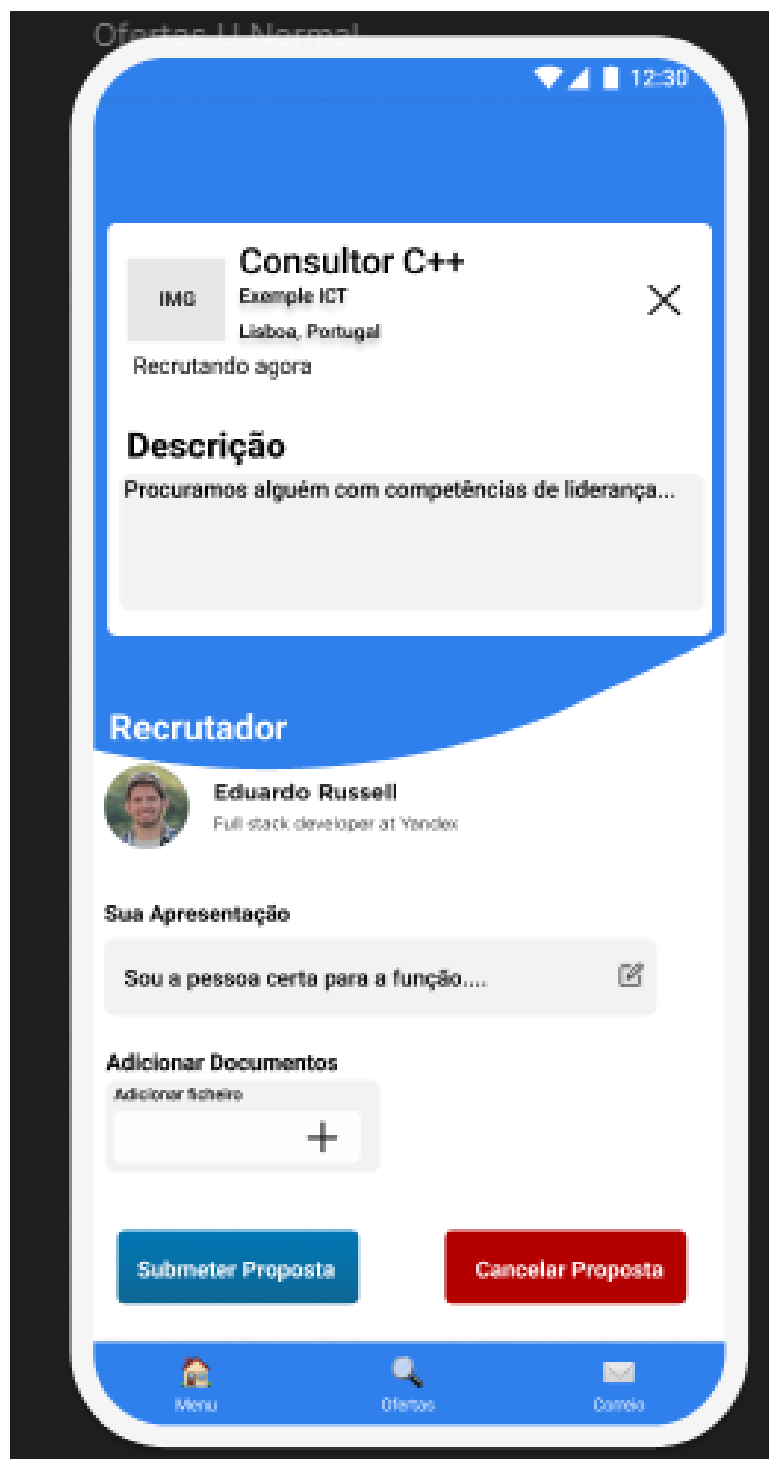 Ofertas U.Normal
12:30
Consultor C++
IMG
Exemple ICT
Lisboa, Portugal
Recrutando agora
Descrição
Procuramos alguém com competências de liderança...
Recrutador
Eduardo Russell
Full stack developer at Yandex
Sua Apresentação
Sou a pessoa certa para a função....
Adicionar Documentos
Adicionar ficheiro
Submeter Proposta
Cancelar Proposta
Menu
Ofertas
Correio